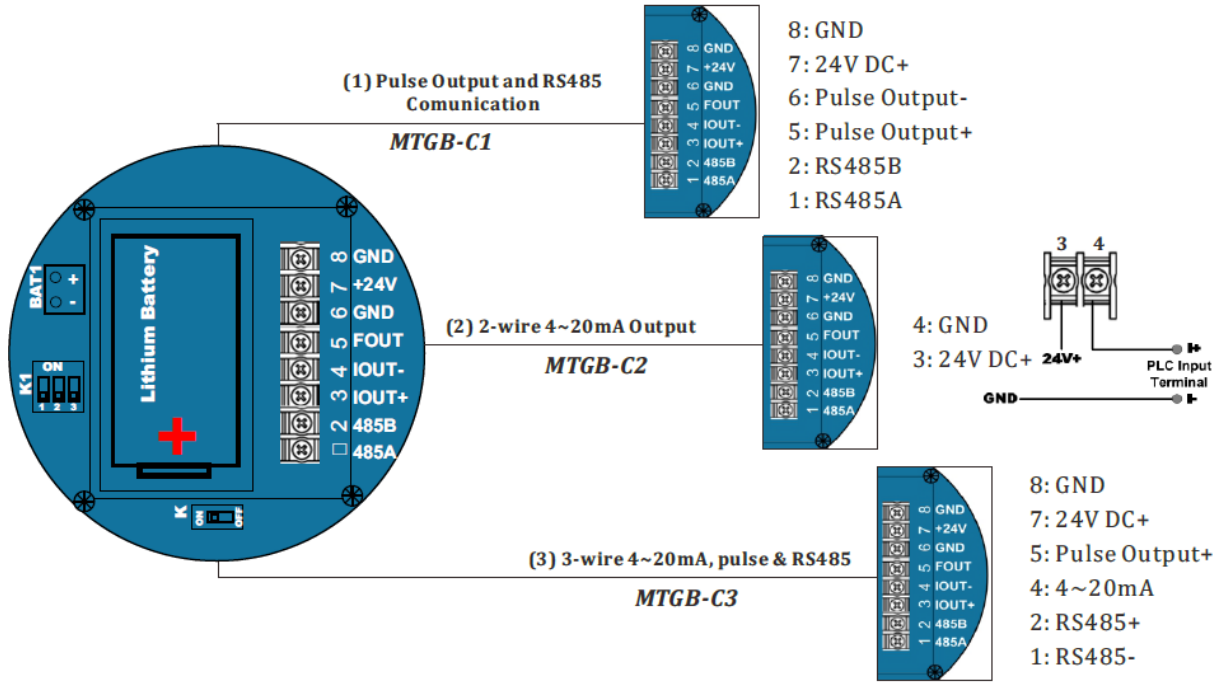 (1) Pulse Output and RS485
Comunication
MTGB-C1
8 GND
7 +24V
6 GND
5 FOUT
4 IOUT-
3 IOUT+
2 485B
1 485A
8: GND
7: 24V DC+
6: Pulse Output-
5: Pulse Output+
2: RS485B
1: RS485A
BAT1
+
-
K1
ON
1 2 3
Lithium Battery
8 GND
7 +24V
6 GND
5 FOUT
4 IOUT-
3 IOUT+
2 485B
□ 485A
K
ON OFF
(2) 2-wire 4~20mA Output
MTGB-C2
8 GND
7 +24V
6 GND
5 FOUT
4 IOUT-
3 IOUT+
2 485B
1 485A
4: GND
3: 24V DC+
3 4
24V+
I+
PLC Input
Terminal
GND
I-
(3) 3-wire 4~20mA, pulse & RS485
MTGB-C3
8 GND
7 +24V
6 GND
5 FOUT
4 IOUT-
3 IOUT+
2 485B
1 485A
8: GND
7: 24V DC+
5: Pulse Output+
4: 4~20mA
2: RS485+
1: RS485-